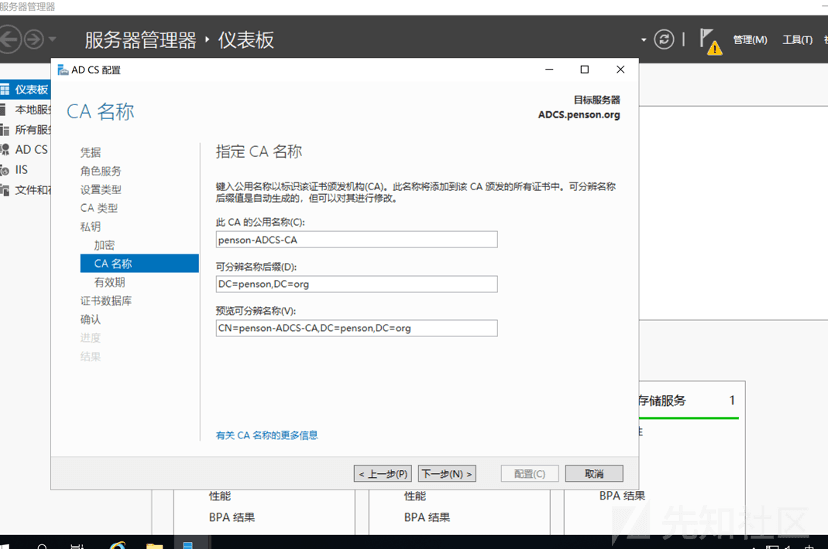 服务器管理器
服务器管理器 · 仪表板
管理(M) 工具(T)
仪表板
本地服
所有服
AD CS
IIS
文件和
AD CS 配置
CA 名称
目标服务器
ADCS.penson.org
凭据
角色服务
设置类型
CA 类型
私钥
加密
CA 名称
有效期
证书数据库
确认
进度
结果
指定 CA 名称
键入公用名称以标识该证书颁发机构(CA)。此名称将添加到该 CA 颁发的所有证书中。可分辨名称
后缀值是自动生成的，但可以对其进行修改。
此 CA 的公用名称(C):
penson-ADCS-CA
可分辨名称后缀(D):
DC=penson,DC=org
预览可分辨名称(V):
CN=penson-ADCS-CA,DC=penson,DC=org
有关 CA 名称的更多信息
< 上一步(P) 下一步(N) > 配置(C) 取消
存储服务 1
性能 性能 BPA 结果
BPA 结果 BPA 结果
先知社区